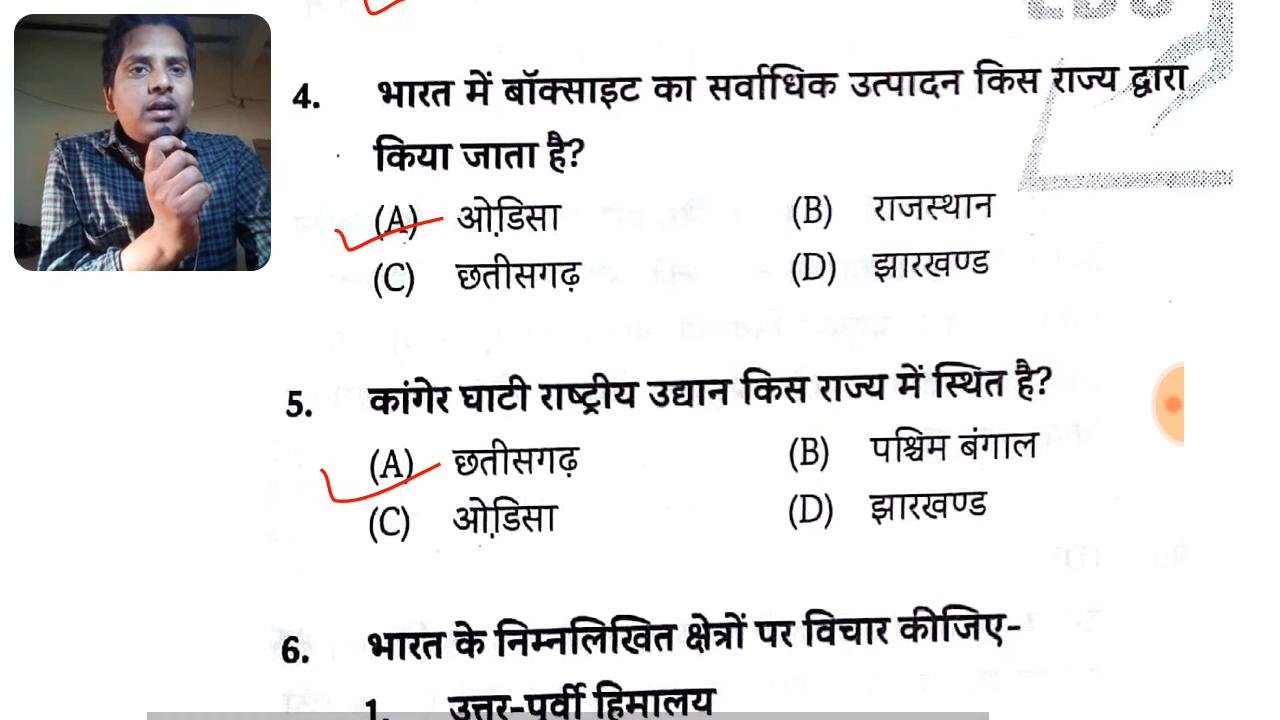 4. भारत में बॉक्साइट का सर्वाधिक उत्पादन किस राज्य द्वारा
किया जाता है?
(A) ओडिसा (B) राजस्थान
(C) छतीसगढ़ (D) झारखण्ड
5. कांगेर घाटी राष्ट्रीय उद्यान किस राज्य में स्थित है?
(A) छतीसगढ़ (B) पश्चिम बंगाल
(C) ओडिसा (D) झारखण्ड
6. भारत के निम्नलिखित क्षेत्रों पर विचार कीजिए-
1. उत्तर-पूर्वी हिमालय